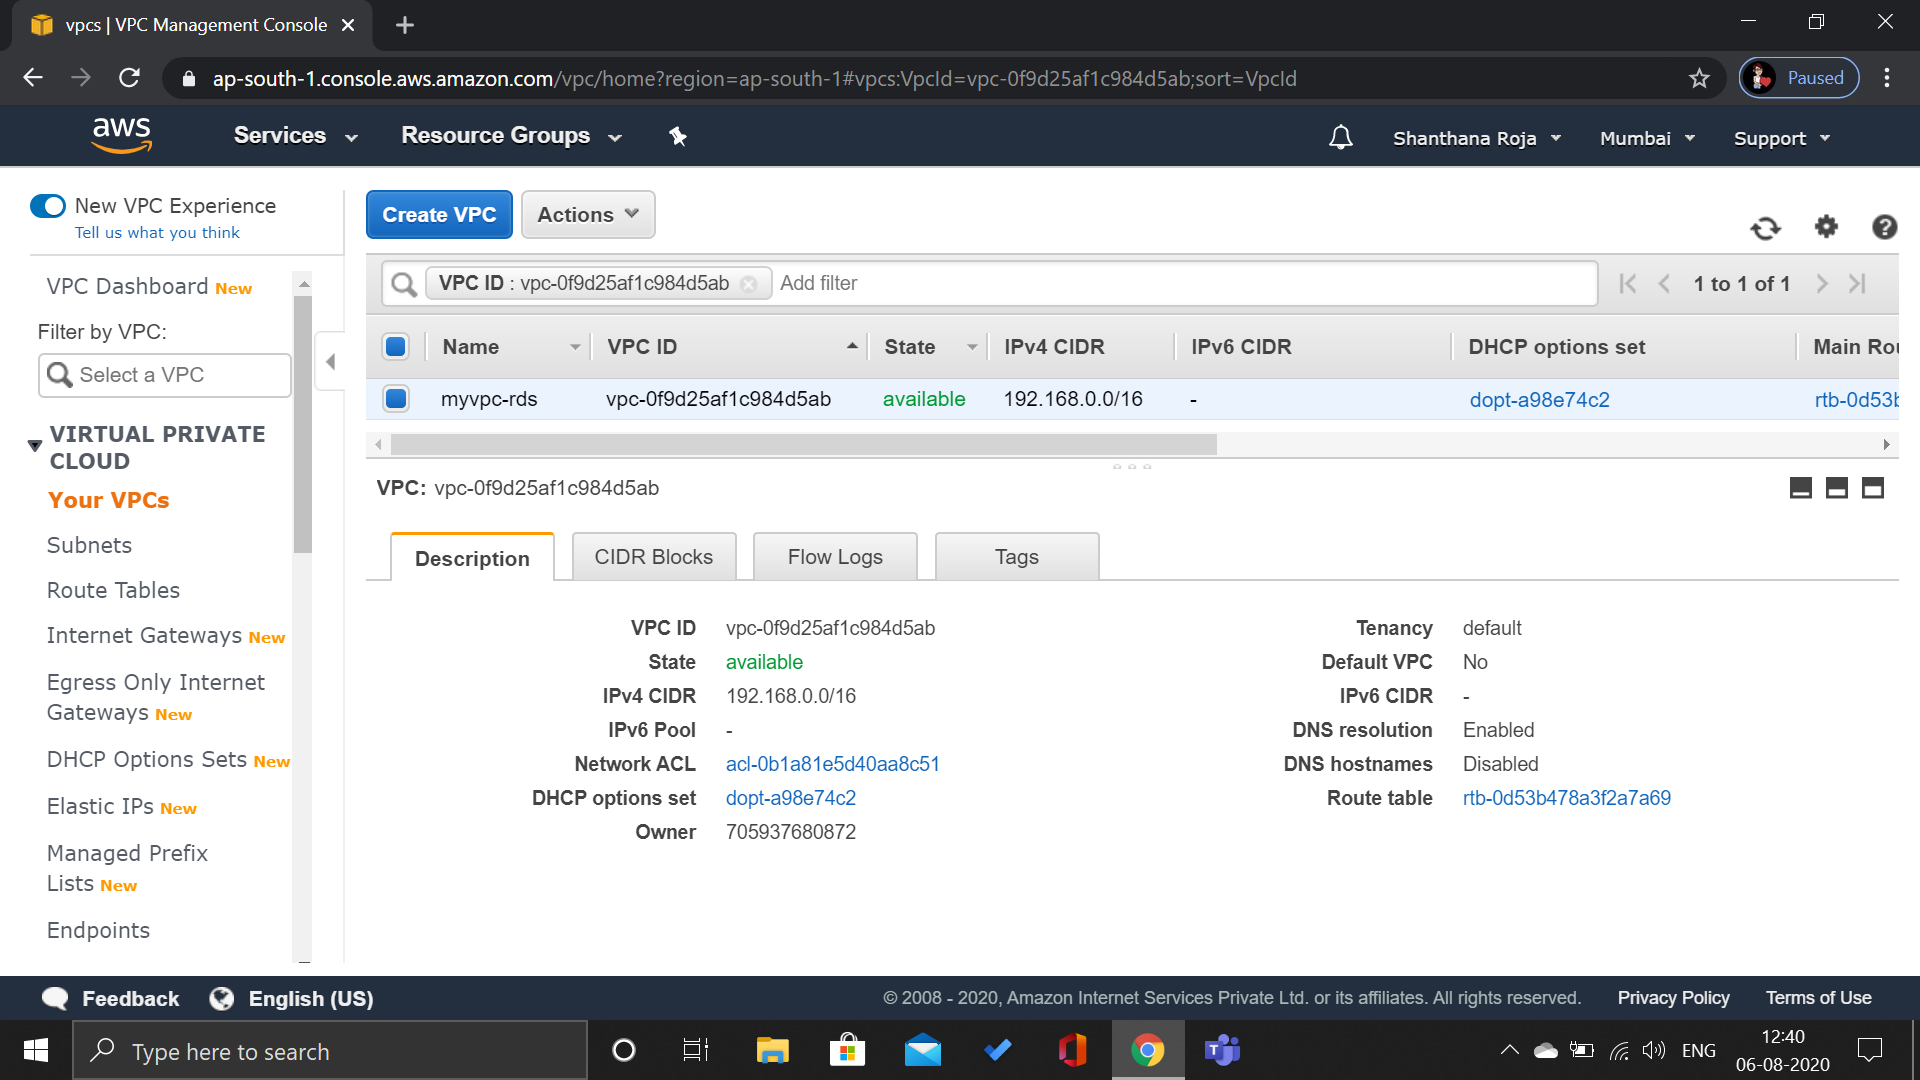 vpcs | VPC Management Console
ap-south-1.console.aws.amazon.com/vpc/home?region=ap-south-1#vpcs:VpcId=vpc-0f9d25af1c984d5ab;sort=VpcId
Paused
aws Services Resource Groups Shanthana Roja Mumbai Support
New VPC Experience
Tell us what you think
VPC Dashboard New
Filter by VPC:
Select a VPC
VIRTUAL PRIVATE
CLOUD
Your VPCs
Subnets
Route Tables
Internet Gateways New
Egress Only Internet
Gateways New
DHCP Options Sets New
Elastic IPs New
Managed Prefix
Lists New
Endpoints
Create VPC Actions
VPC ID : vpc-0f9d25af1c984d5ab Add filter 1 to 1 of 1
Name VPC ID State IPv4 CIDR IPv6 CIDR DHCP options set Main Rou
myvpc-rds vpc-0f9d25af1c984d5ab available 192.168.0.0/16 - dopt-a98e74c2 rtb-0d53b
VPC: vpc-0f9d25af1c984d5ab
Description CIDR Blocks Flow Logs Tags
VPC ID vpc-0f9d25af1c984d5ab Tenancy default
State available Default VPC No
IPv4 CIDR 192.168.0.0/16 IPv6 CIDR -
IPv6 Pool - DNS resolution Enabled
Network ACL acl-0b1a81e5d40aa8c51 DNS hostnames Disabled
DHCP options set dopt-a98e74c2 Route table rtb-0d53b478a3f2a7a69
Owner 705937680872
Feedback English (US) © 2008 - 2020, Amazon Internet Services Private Ltd. or its affiliates. All rights reserved. Privacy Policy Terms of Use
Type here to search ENG 12:40
06-08-2020